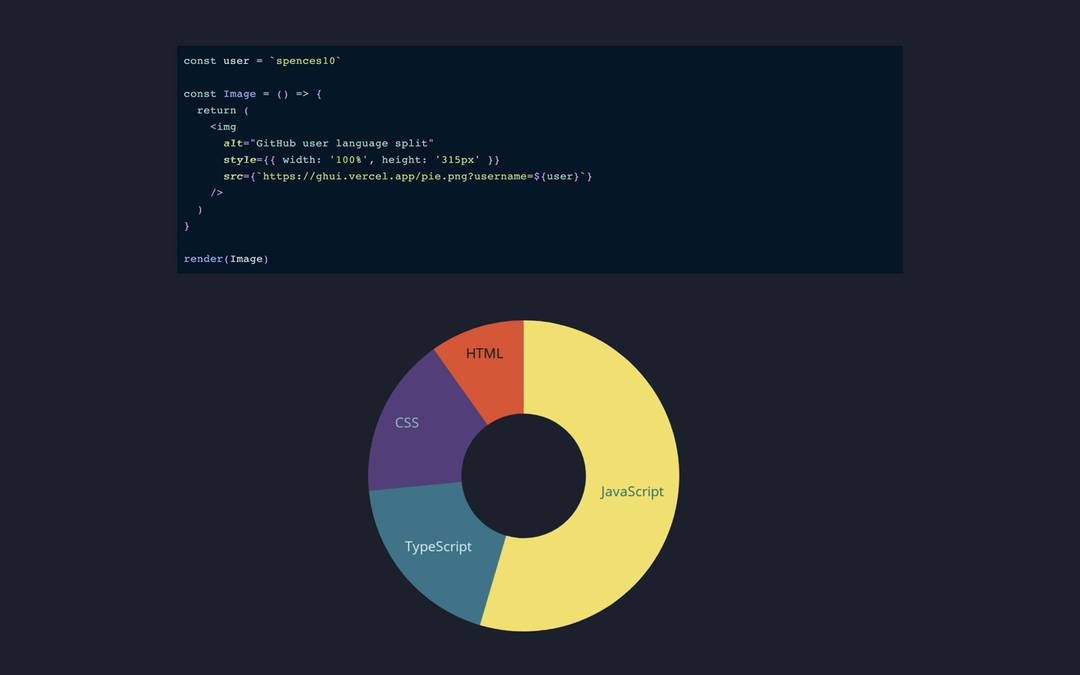 const user = `spences10`
const Image = () => {
  return (
    <img
      alt="GitHub user language split"
      style={{ width: '100%', height: '315px' }}
      src={`https://ghui.vercel.app/pie.png?username=${user}`}
    />
  )
}
render(Image)
HTML
CSS
JavaScript
TypeScript